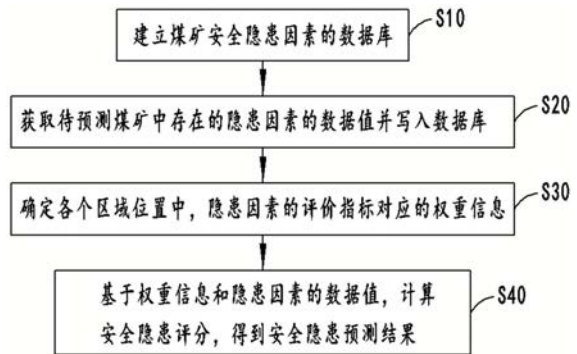 建立煤矿安全隐患因素的数据库
S10
获取待预测煤矿中存在的隐患因素的数据值并写入数据库
S20
确定各个区域位置中，隐患因素的评价指标对应的权重信息
S30
基于权重信息和隐患因素的数据值，计算
安全隐患评分，得到安全隐患预测结果
S40